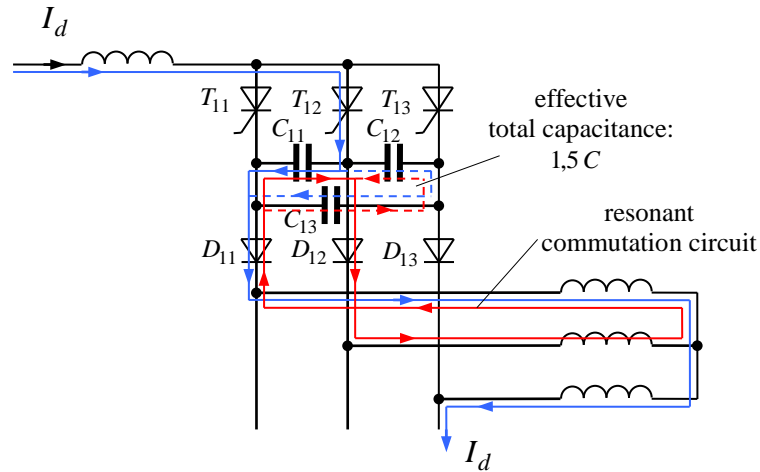 I_d
T_11
T_12
T_13
C_11
C_12
effective
total capacitance:
1,5 C
C_13
resonant
commutation circuit
D_11
D_12
D_13
I_d